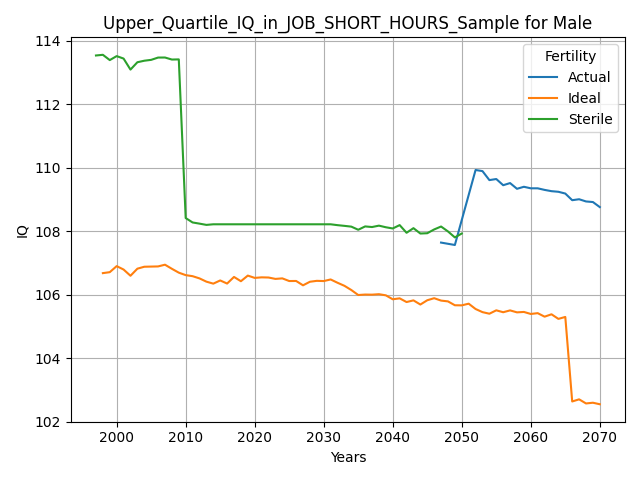 Upper_Quartile_IQ_in_JOB_SHORT_HOURS_Sample for Male
Fertility
Actual
Ideal
Sterile
IQ
114
112
110
108
106
104
102
2000
2010
2020
2030
2040
2050
2060
2070
Years